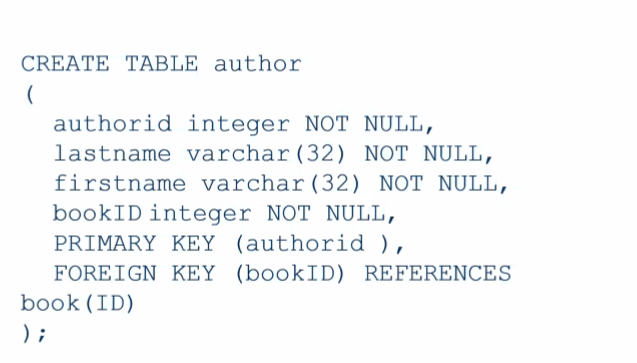 CREATE TABLE author
(
authorid integer NOT NULL,
lastname varchar(32) NOT NULL,
firstname varchar(32) NOT NULL,
bookID integer NOT NULL,
PRIMARY KEY (authorid ),
FOREIGN KEY (bookID) REFERENCES
book(ID)
);